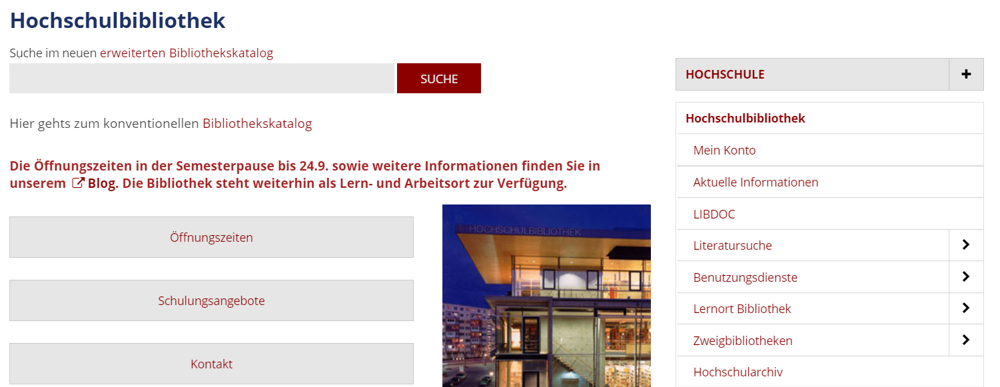 Hochschulbibliothek
Suche im neuen erweiterten Bibliothekskatalog
SUCHE
Hier gehts zum konventionellen Bibliothekskatalog
Die Öffnungszeiten in der Semesterpause bis 24.9. sowie weitere Informationen finden Sie in
unserem Blog. Die Bibliothek steht weiterhin als Lern- und Arbeitsort zur Verfügung.
Öffnungszeiten
Schulungsangebote
Kontakt
HOCHSCHULBIBLIOTHEK
HOCHSCHULE
Hochschulbibliothek
Mein Konto
Aktuelle Informationen
LIBDOC
Literatursuche
Benutzungsdienste
Lernort Bibliothek
Zweigbibliotheken
Hochschularchiv